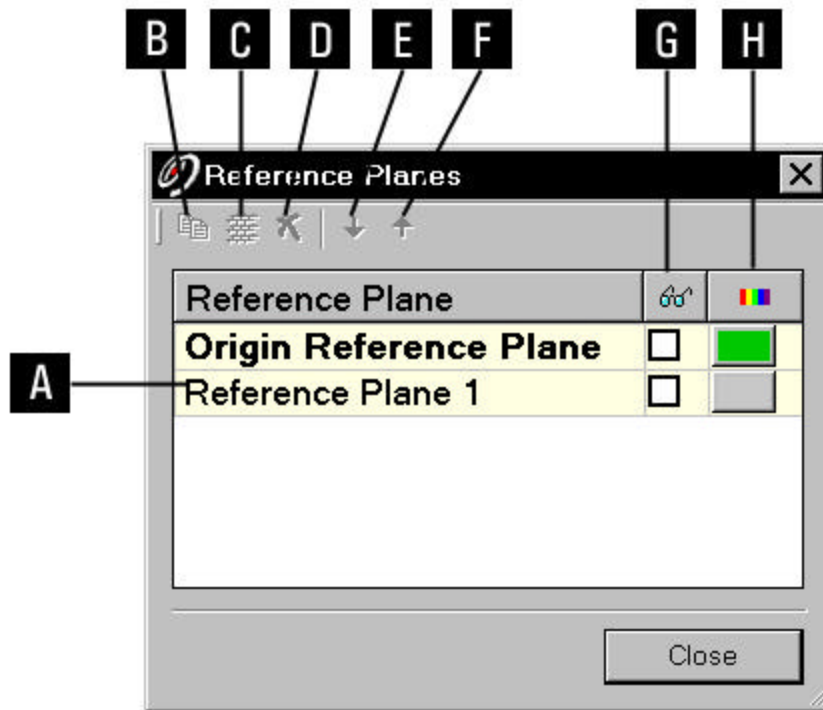 B C D E F G H
Reference Planes
Reference Plane
Origin Reference Plane
A
Reference Plane 1
Close